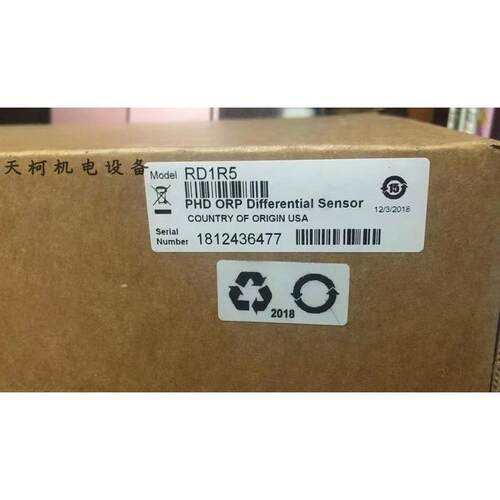 天柯机电设备
Model RD1R5
PHD ORP Differential Sensor
COUNTRY OF ORIGIN USA
Serial Number 1812436477
15
12/3/2018
2018